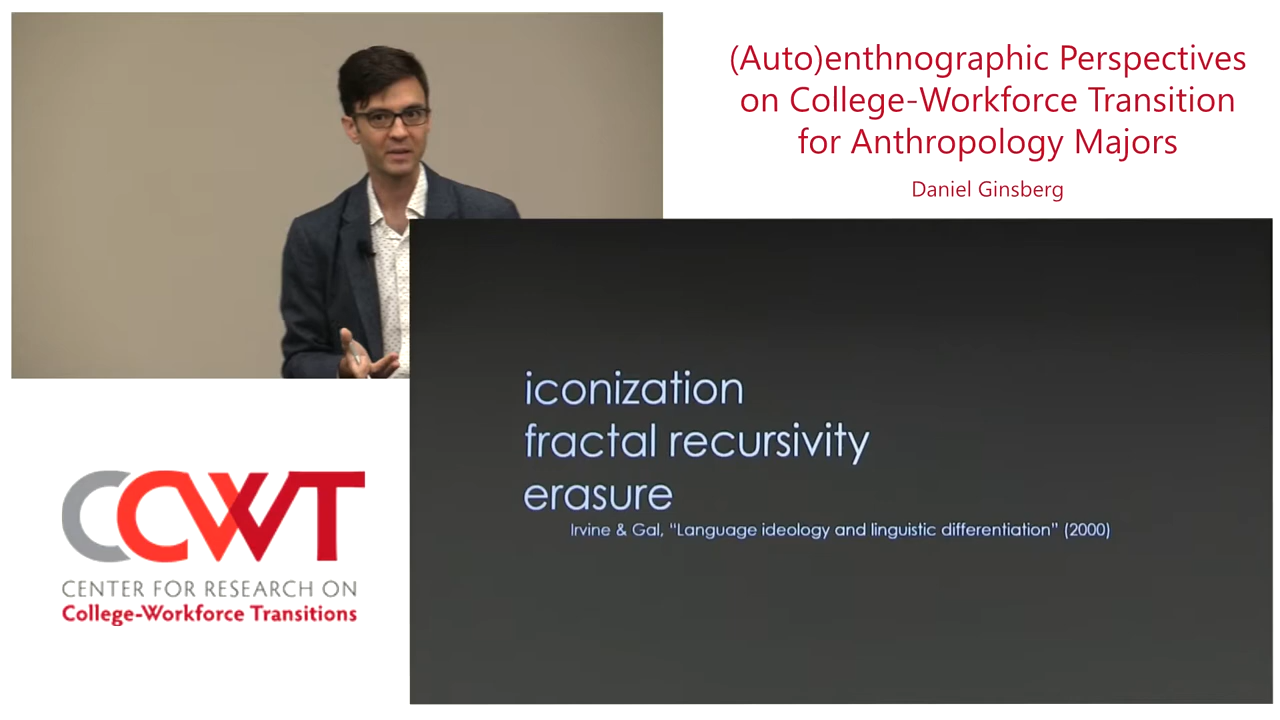 (Auto)enthnographic Perspectives
on College-Workforce Transition
for Anthropology Majors
Daniel Ginsberg
iconization
fractal recursivity
erasure
Irvine & Gal, “Language ideology and linguistic differentiation” (2000)
CCWT
CENTER FOR RESEARCH ON
College-Workforce Transitions